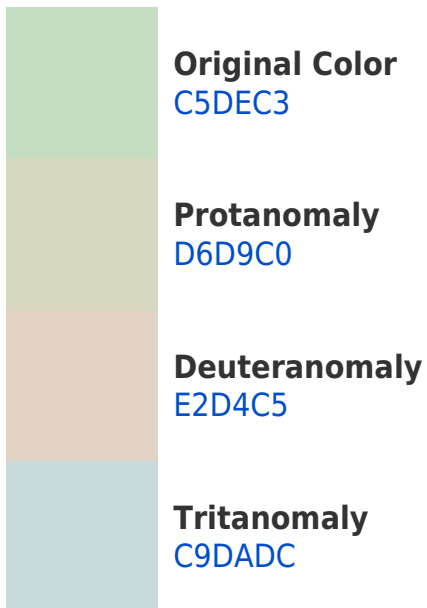 Original Color
C5DEC3
Protanomaly
D6D9C0
Deuteranomaly
E2D4C5
Tritanomaly
C9DADC